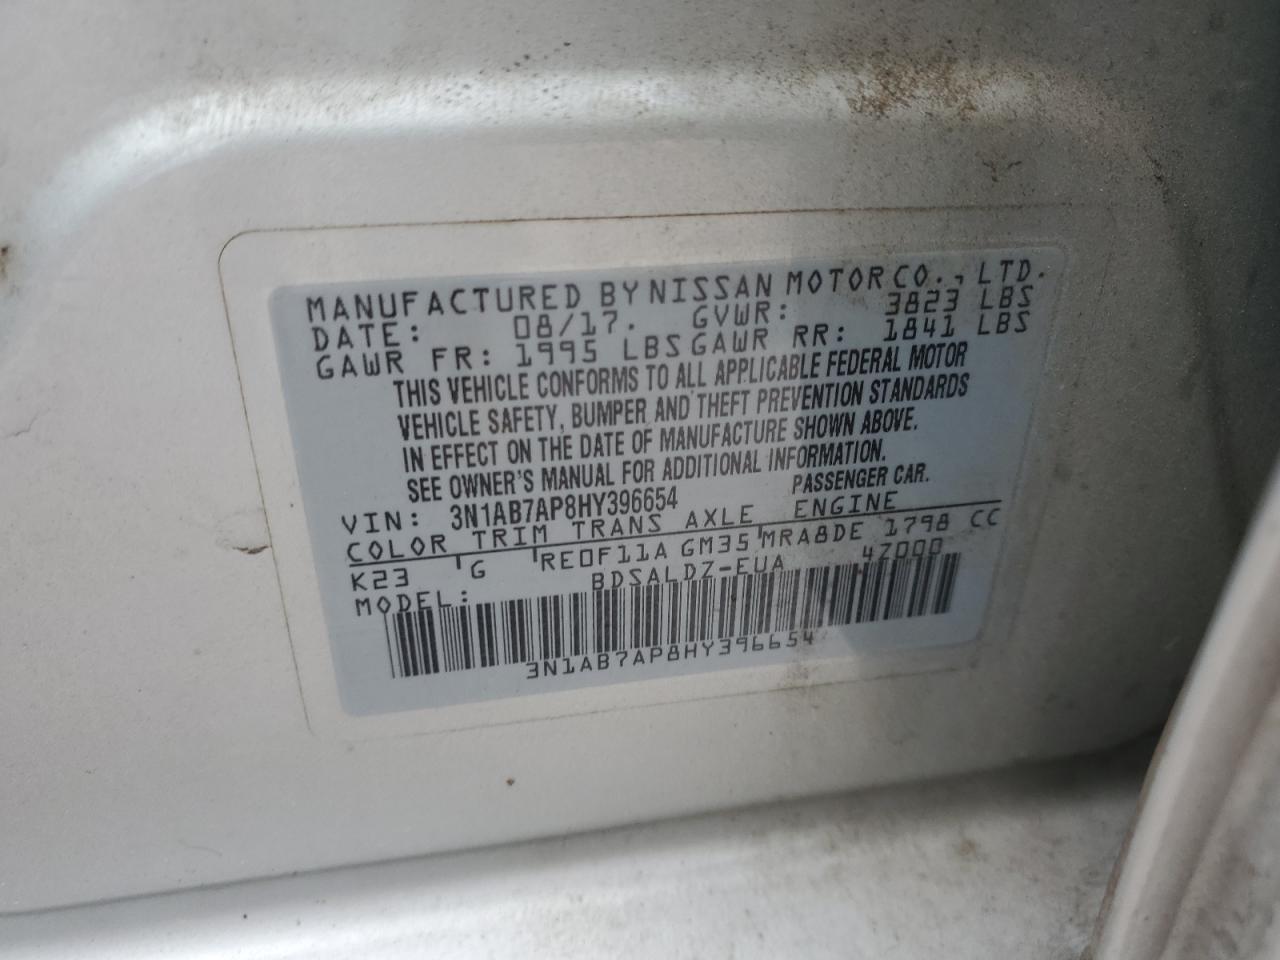 MANUFACTURED BY NISSAN MOTOR CO., LTD.
DATE: 08/17. GVWR: 3823 LBS
GAWR FR: 1995 LBS GAWR RR: 1841 LBS
THIS VEHICLE CONFORMS TO ALL APPLICABLE FEDERAL MOTOR
VEHICLE SAFETY, BUMPER AND THEFT PREVENTION STANDARDS
IN EFFECT ON THE DATE OF MANUFACTURE SHOWN ABOVE.
SEE OWNER'S MANUAL FOR ADDITIONAL INFORMATION.
VIN: 3N1AB7AP8HY396654 PASSENGER CAR.
COLOR TRIM TRANS AXLE ENGINE
K23 G RE0F11A GM35 MRA8DE 1798 CC
MODEL: BDSALDZ-EUA 47000
3N1AB7AP8HY396654